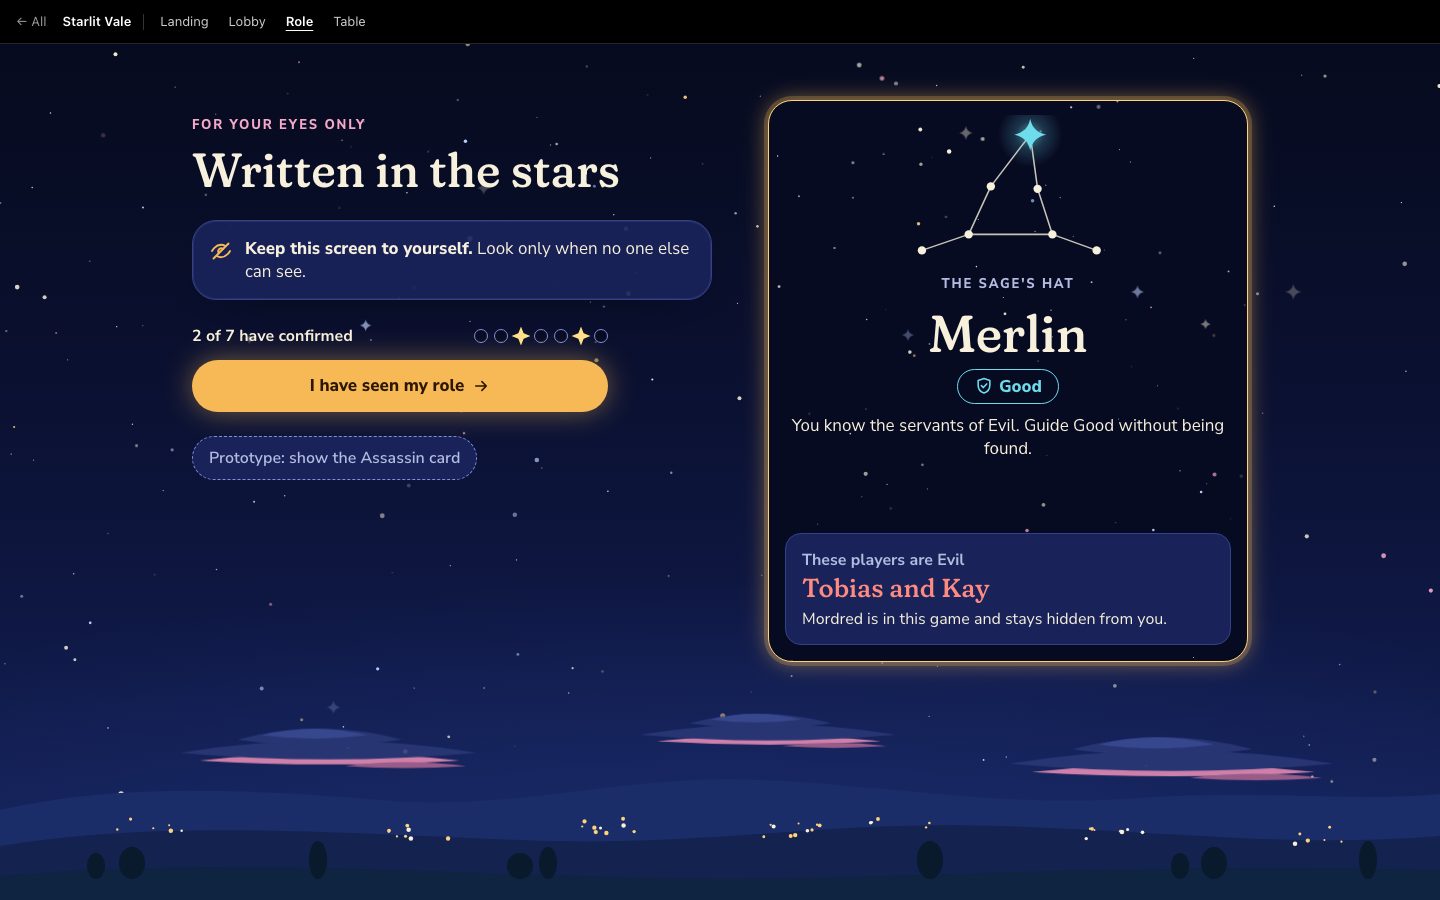 ← All Starlit Vale Landing Lobby Role Table
FOR YOUR EYES ONLY
Written in the stars
Keep this screen to yourself. Look only when no one else
can see.
2 of 7 have confirmed
I have seen my role →
Prototype: show the Assassin card
THE SAGE'S HAT
Merlin
Good
You know the servants of Evil. Guide Good without being
found.
These players are Evil
Tobias and Kay
Mordred is in this game and stays hidden from you.